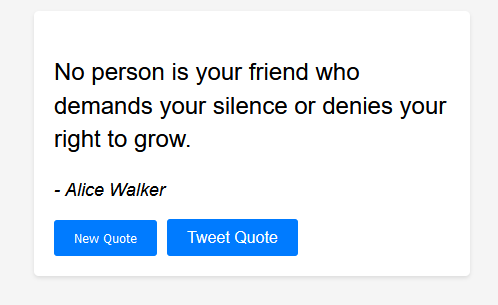 No person is your friend who
demands your silence or denies your
right to grow.
- Alice Walker
New Quote Tweet Quote